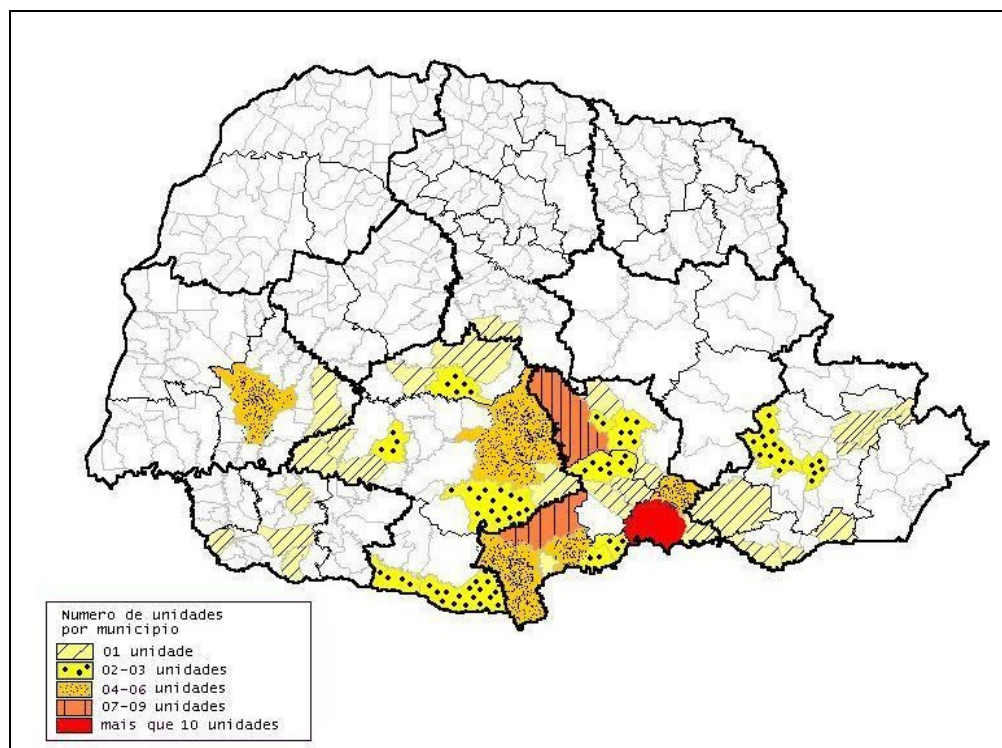 Numero de unidades
por municipio
01 unidade
02-03 unidades
04-06 unidades
07-09 unidades
mais que 10 unidades